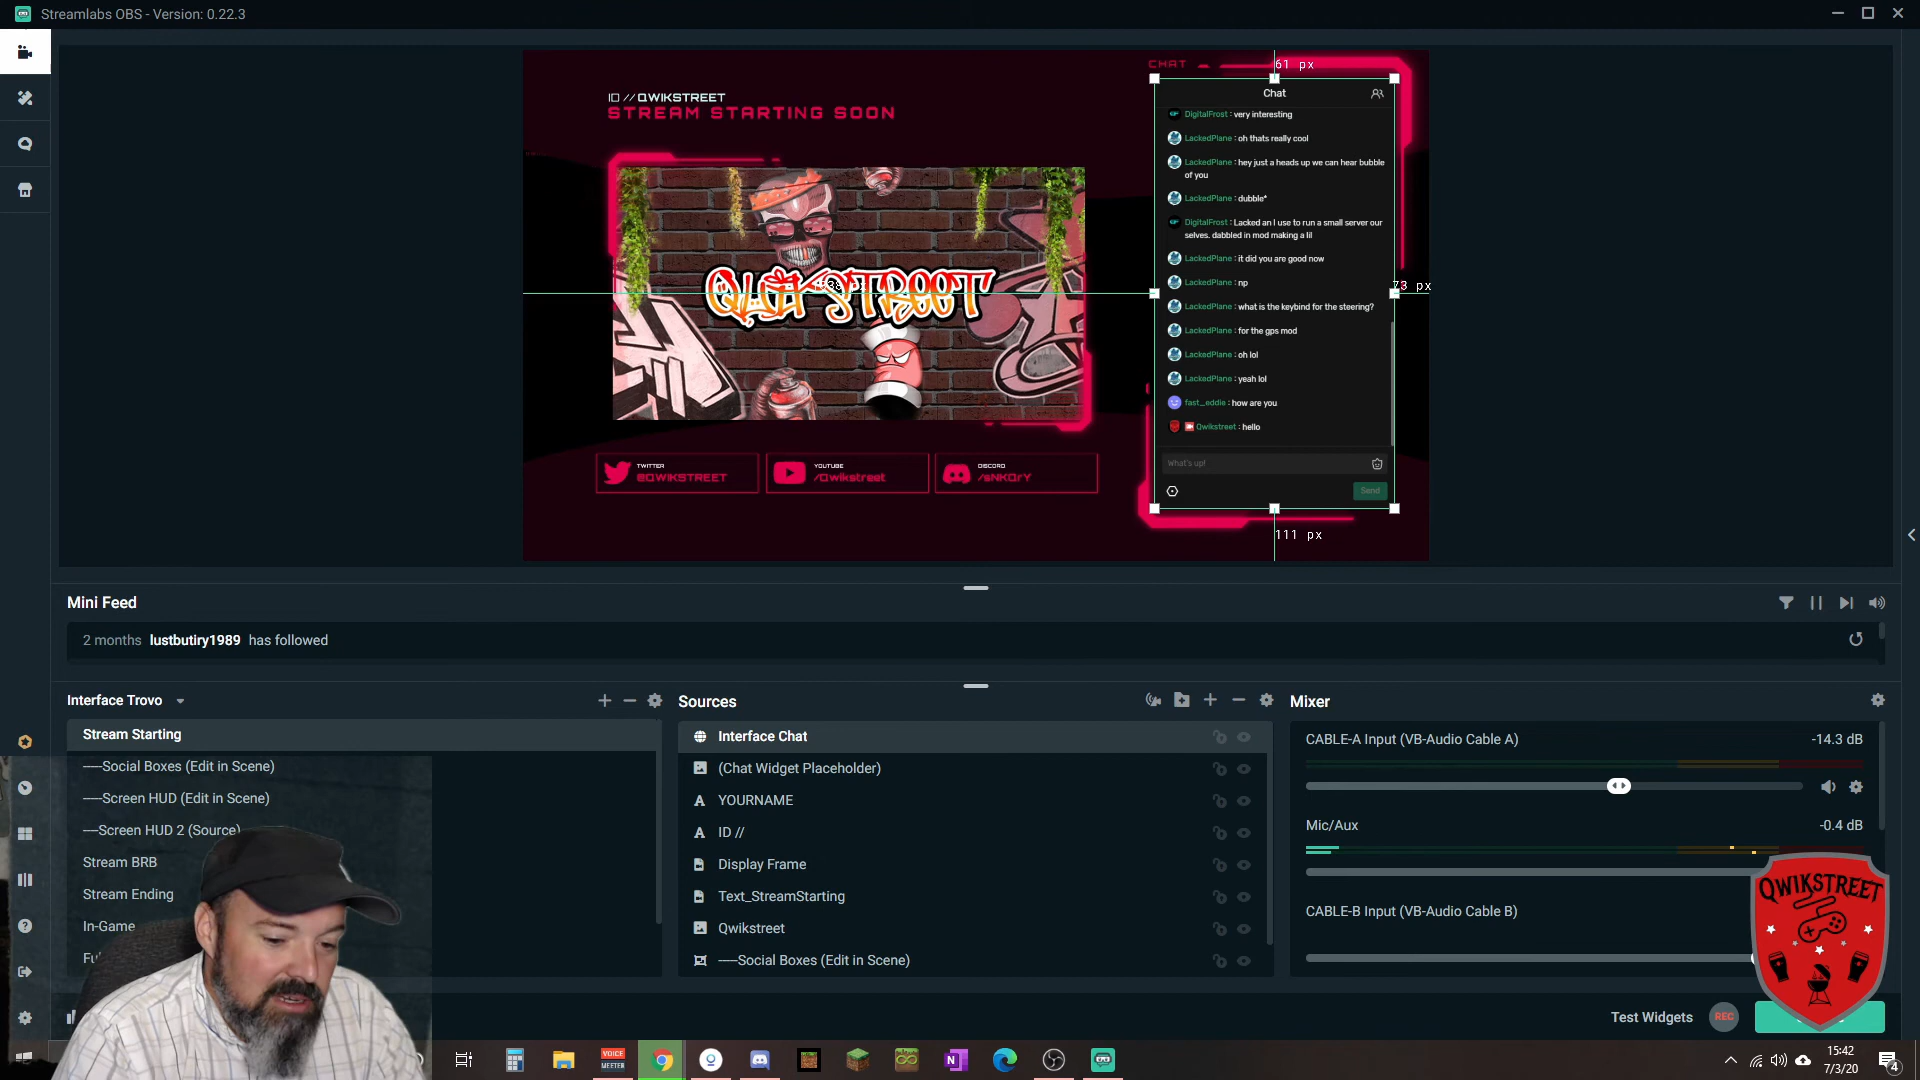 Streamlabs OBS - Version: 0.22.3
ID // QWIKSTREET
STREAM STARTING SOON
QWIKSTREET
TWITTER
@QWIKSTREET
YOUTUBE
/Qwikstreet
DISCORD
CHAT
61 px
Chat
DigitalFrost : very interesting
LackedPlane : oh thats really cool
LackedPlane : hey just a heads up we can hear bubble
of you
LackedPlane : dubble*
DigitalFrost : Lacked an I use to run a small server our
selves. dabbled in mod making a lil
LackedPlane : it did you are good now
LackedPlane : np
LackedPlane : what is the keybind for the steering?
LackedPlane : for the gps mod
LackedPlane : oh lol
LackedPlane : yeah lol
fast_eddie : how are you
Qwikstreet : hello
What's up!
Send
73 px
111 px
Mini Feed
2 months lustbutiry1989 has followed
Interface Trovo
Stream Starting
-----Social Boxes (Edit in Scene)
-----Screen HUD (Edit in Scene)
----Screen HUD 2 (Source)
Stream BRB
Stream Ending
In-Game
Sources
Interface Chat
(Chat Widget Placeholder)
YOURNAME
ID //
Display Frame
Text_StreamStarting
Qwikstreet
-----Social Boxes (Edit in Scene)
Mixer
CABLE-A Input (VB-Audio Cable A)
-14.3 dB
Mic/Aux
-0.4 dB
CABLE-B Input (VB-Audio Cable B)
QWIKSTREET
Test Widgets
REC
VOICE
MEETER
N
15:42
7/3/20
4